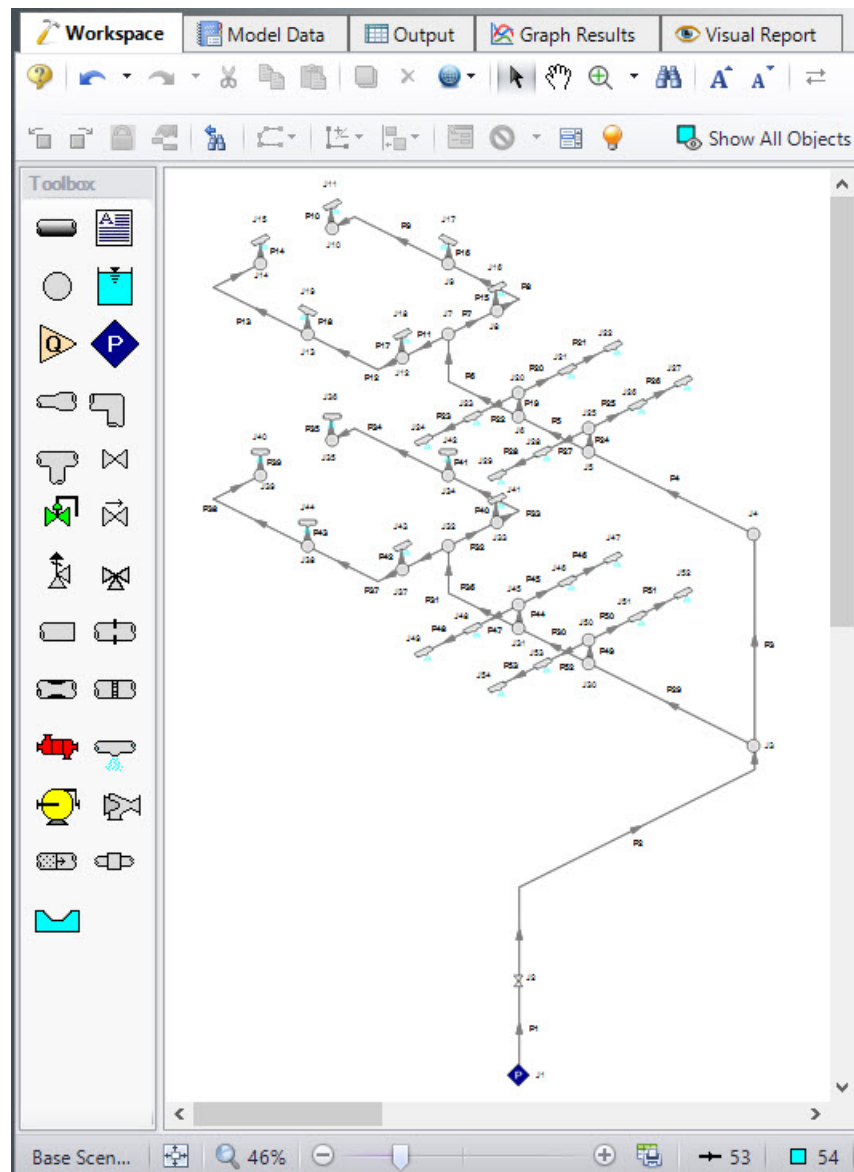 Workspace Model Data Output Graph Results Visual Report
A A
Show All Objects
Toolbox
J11
J15 P10 P9 J17
P14 J10 P16
J14 J9 J16
J19 P15 P8
P13 P18 J18 J7 P7 J8
P17 P11 J22
J13 P21
P12 J12 J21 J27
P6 P20 P26
J20 J26
J36 J23 P19 P25
P34 P23 P22 P5 J25
J40 P35 J42 J24 J6 J28 P24
P39 J35 P41 J29 P28 P27 J5
J39 J34 J41 P4
J44 P40 P33 J4
P38 P43 J43 J32 J33
P42 P32 J47
J38 P46
P37 J37 J46 J52
P36 P45 P51
P31 J45 J51
J48 P44 P50
P48 P47 P30 J50 P3
J49 J31 J53 P49
J54 P53 P52 J30
P29
J3
P2
J2
P1
P J1
Q P
Base Scen... 46% 53 54